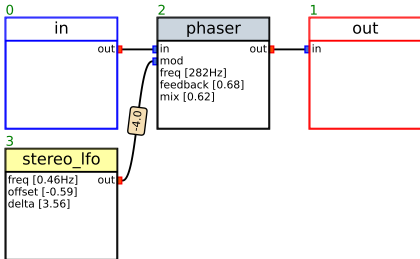 0
in
out
2
phaser
in
out
mod
freq [282Hz]
feedback [0.68]
mix [0.62]
1
out
in
-4.0
3
stereo_lfo
freq [0.46Hz]
out
offset [-0.59]
delta [3.56]